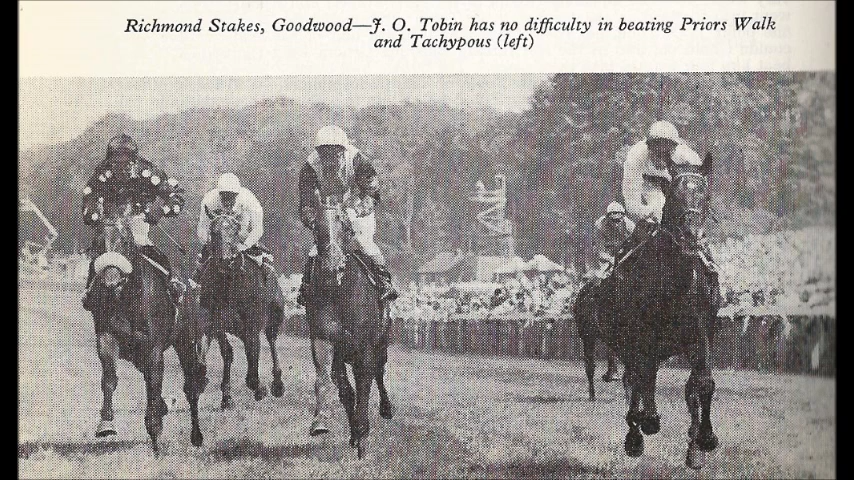 Richmond Stakes, Goodwood—J. O. Tobin has no difficulty in beating Priors Walk
and Tachypous (left)